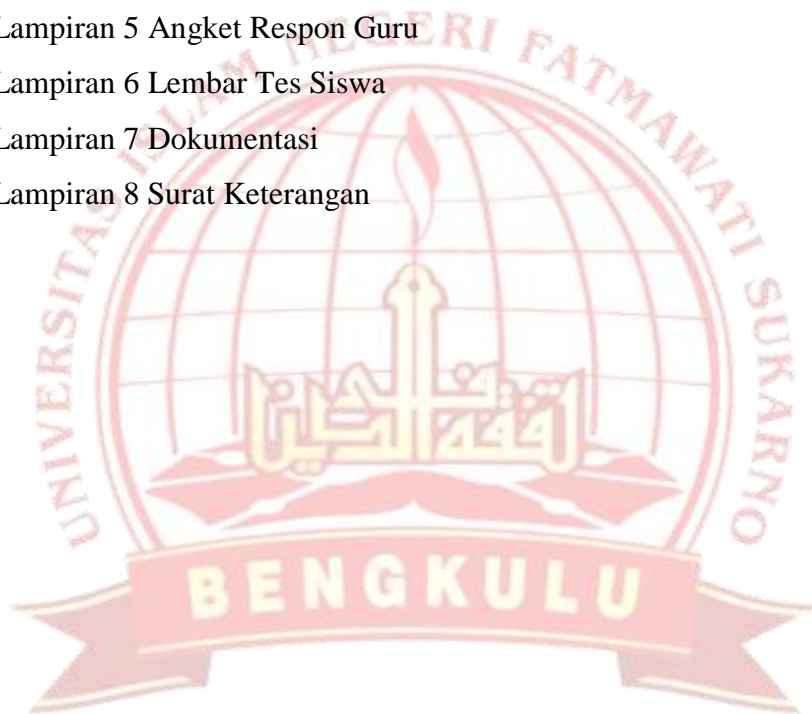 Lampiran 5 Angket Respon Guru
Lampiran 6 Lembar Tes Siswa
Lampiran 7 Dokumentasi
Lampiran 8 Surat Keterangan
UNIVERSITAS ISLAM NEGERI FATMAWATI SUKARNO
BENGKULU